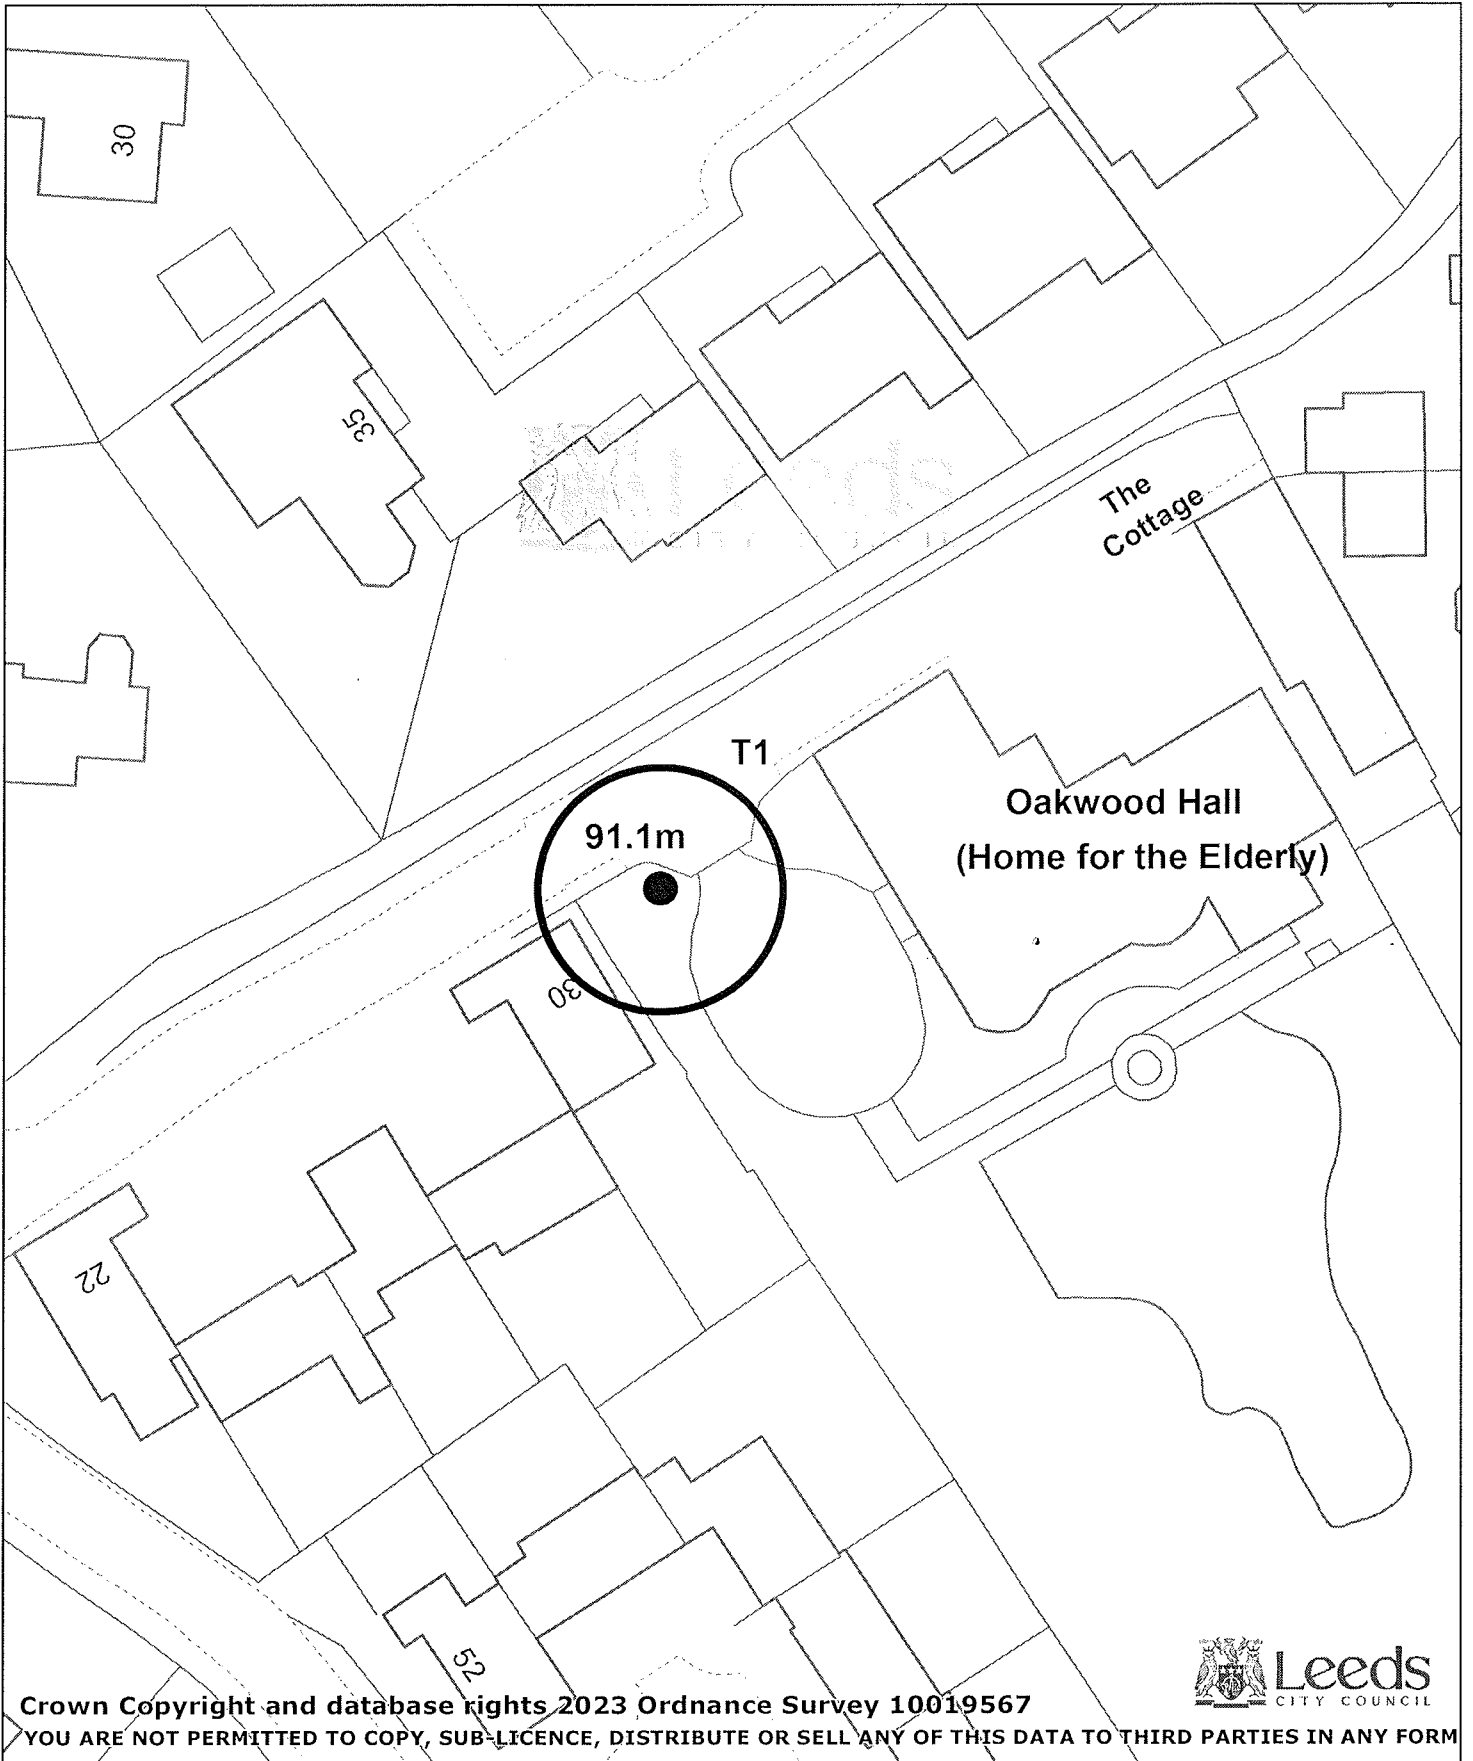 30
35
Leeds
The
Cottage
T1
91.1m
Oakwood Hall
(Home for the Elderly)
30
22
52
Leeds
CITY COUNCIL
Crown Copyright and database rights 2023 Ordnance Survey 10019567
YOU ARE NOT PERMITTED TO COPY, SUB-LICENCE, DISTRIBUTE OR SELL ANY OF THIS DATA TO THIRD PARTIES IN ANY FORM